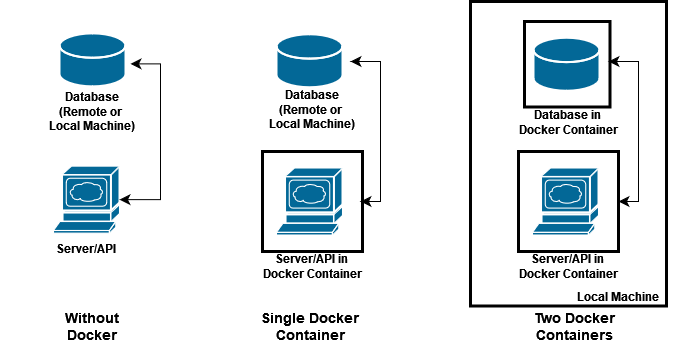 Database
(Remote or
Local Machine)
Server/API
Without
Docker
Database
(Remote or
Local Machine)
Server/API in
Docker Container
Single Docker
Container
Database in
Docker Container
Server/API in
Docker Container
Local Machine
Two Docker
Containers